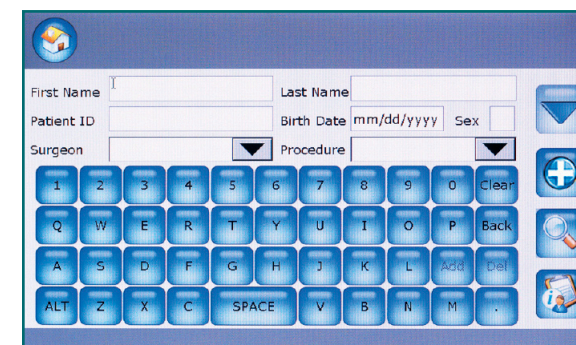 First Name Last Name
Patient ID Birth Date mm/dd/yyyy Sex
Surgeon Procedure
1 2 3 4 5 6 7 8 9 0 Clear
Q W E R T Y U I O P Back
A S D F G H J K L Add Del
ALT Z X C SPACE V B N M .